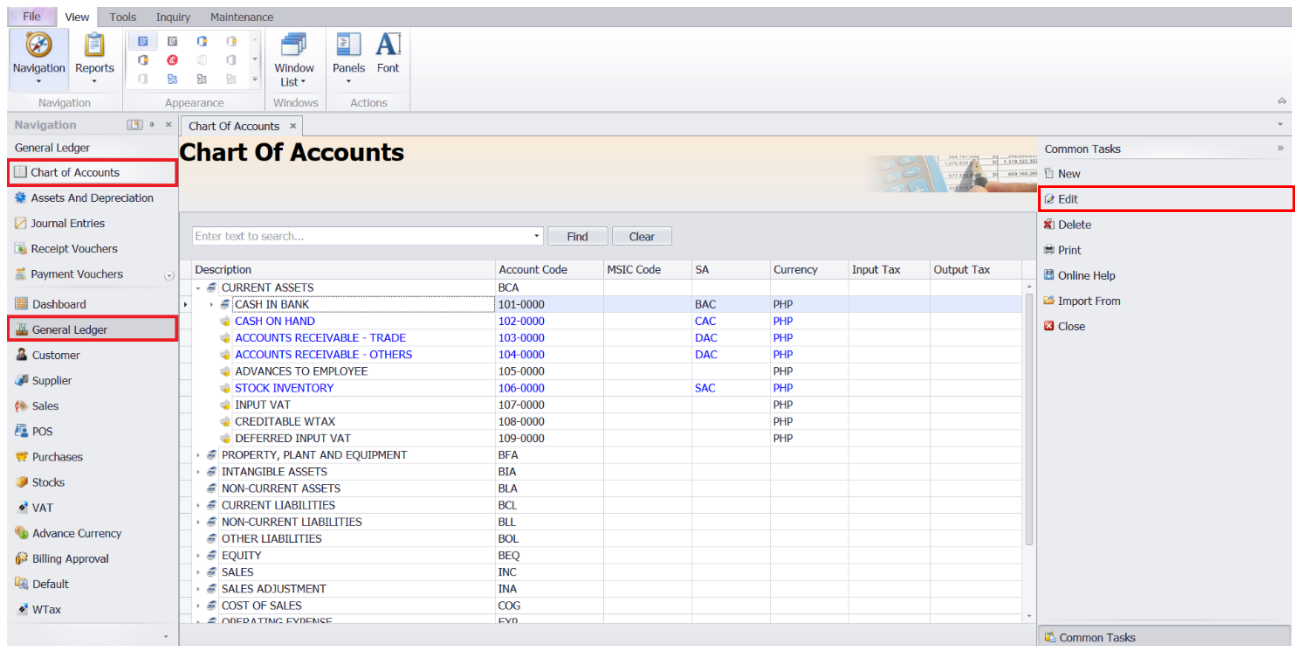 File View Tools Inquiry Maintenance
Navigation Reports Window List Panels Font
Navigation Appearance Windows Actions
Navigation
General Ledger
Chart of Accounts
Assets And Depreciation
Journal Entries
Receipt Vouchers
Payment Vouchers
Dashboard
General Ledger
Customer
Supplier
Sales
POS
Purchases
Stocks
VAT
Advance Currency
Billing Approval
Default
WTax
Chart Of Accounts
Chart Of Accounts
Enter text to search... Find Clear
Description Account Code MSIC Code SA Currency Input Tax Output Tax
CURRENT ASSETS BCA
CASH IN BANK 101-0000 BAC PHP
CASH ON HAND 102-0000 CAC PHP
ACCOUNTS RECEIVABLE - TRADE 103-0000 DAC PHP
ACCOUNTS RECEIVABLE - OTHERS 104-0000 DAC PHP
ADVANCES TO EMPLOYEE 105-0000 PHP
STOCK INVENTORY 106-0000 SAC PHP
INPUT VAT 107-0000 PHP
CREDITABLE WTAX 108-0000 PHP
DEFERRED INPUT VAT 109-0000 PHP
PROPERTY, PLANT AND EQUIPMENT BFA
INTANGIBLE ASSETS BIA
NON-CURRENT ASSETS BLA
CURRENT LIABILITIES BCL
NON-CURRENT LIABILITIES BLL
OTHER LIABILITIES BOL
EQUITY BEQ
SALES INC
SALES ADJUSTMENT INA
COST OF SALES COG
OPERATING EXPENSE EXP
Common Tasks
New
Edit
Delete
Print
Online Help
Import From
Close
Common Tasks